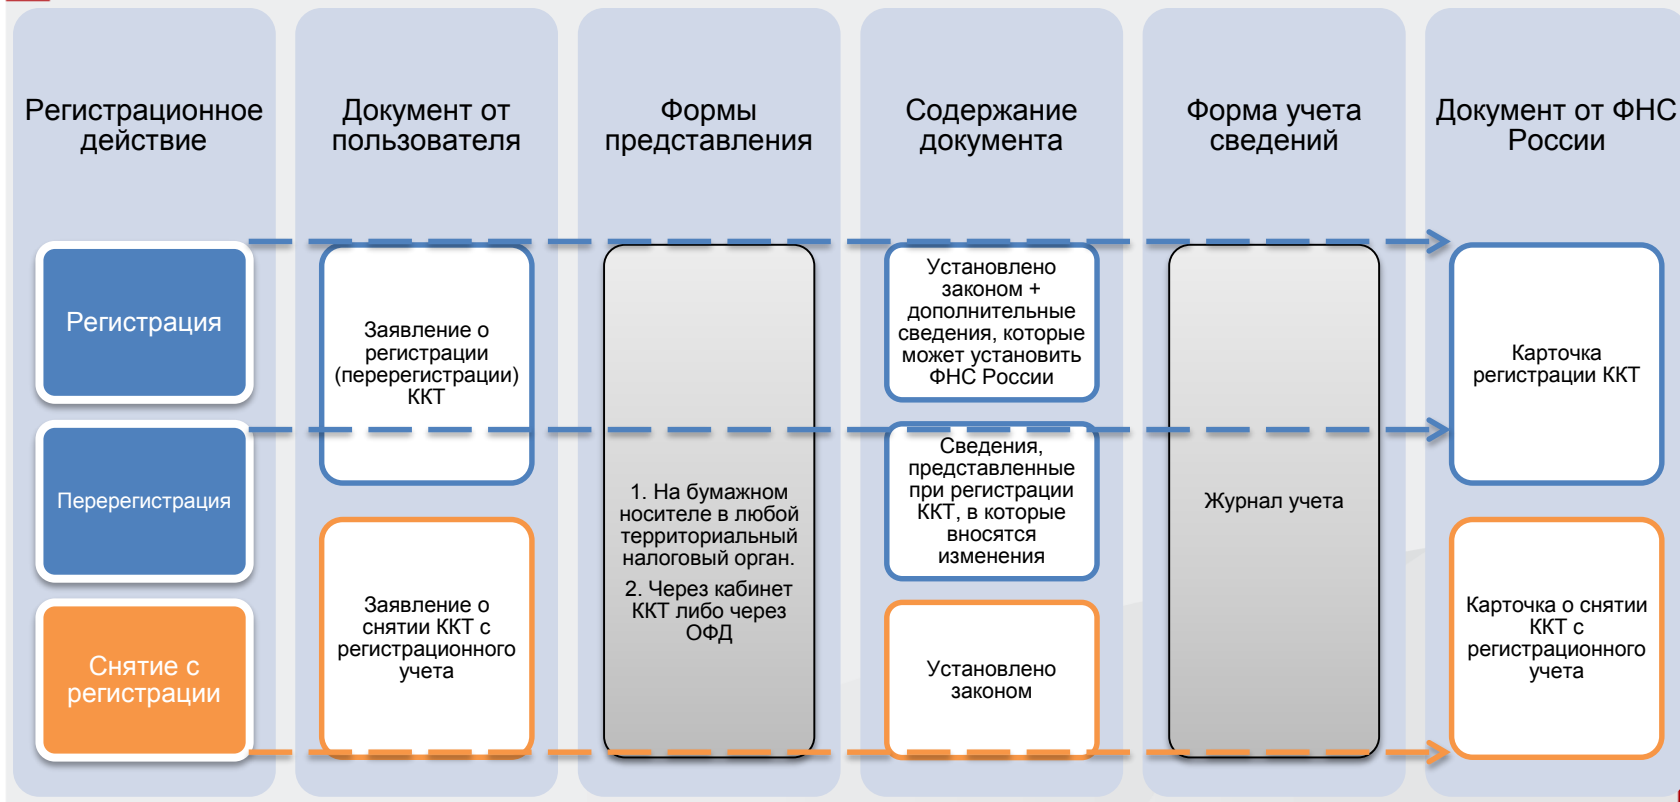 Регистрационное
действие
Документ от
пользователя
Формы
представления
Содержание
документа
Форма учета
сведений
Документ от ФНС
России
Регистрация
Перерегистрация
Снятие с
регистрации
Заявление о
регистрации
(перерегистрации)
ККТ
Заявление о
снятии ККТ с
регистрационного
учета
1. На бумажном
носителе в любой
территориальный
налоговый орган.
2. Через кабинет
ККТ либо через
ОФД
Установлено
законом +
дополнительные
сведения, которые
может установить
ФНС России
Сведения,
представленные
при регистрации
ККТ, в которые
вносятся
изменения
Установлено
законом
Журнал учета
Карточка
регистрации ККТ
Карточка о снятии
ККТ с
регистрационного
учета